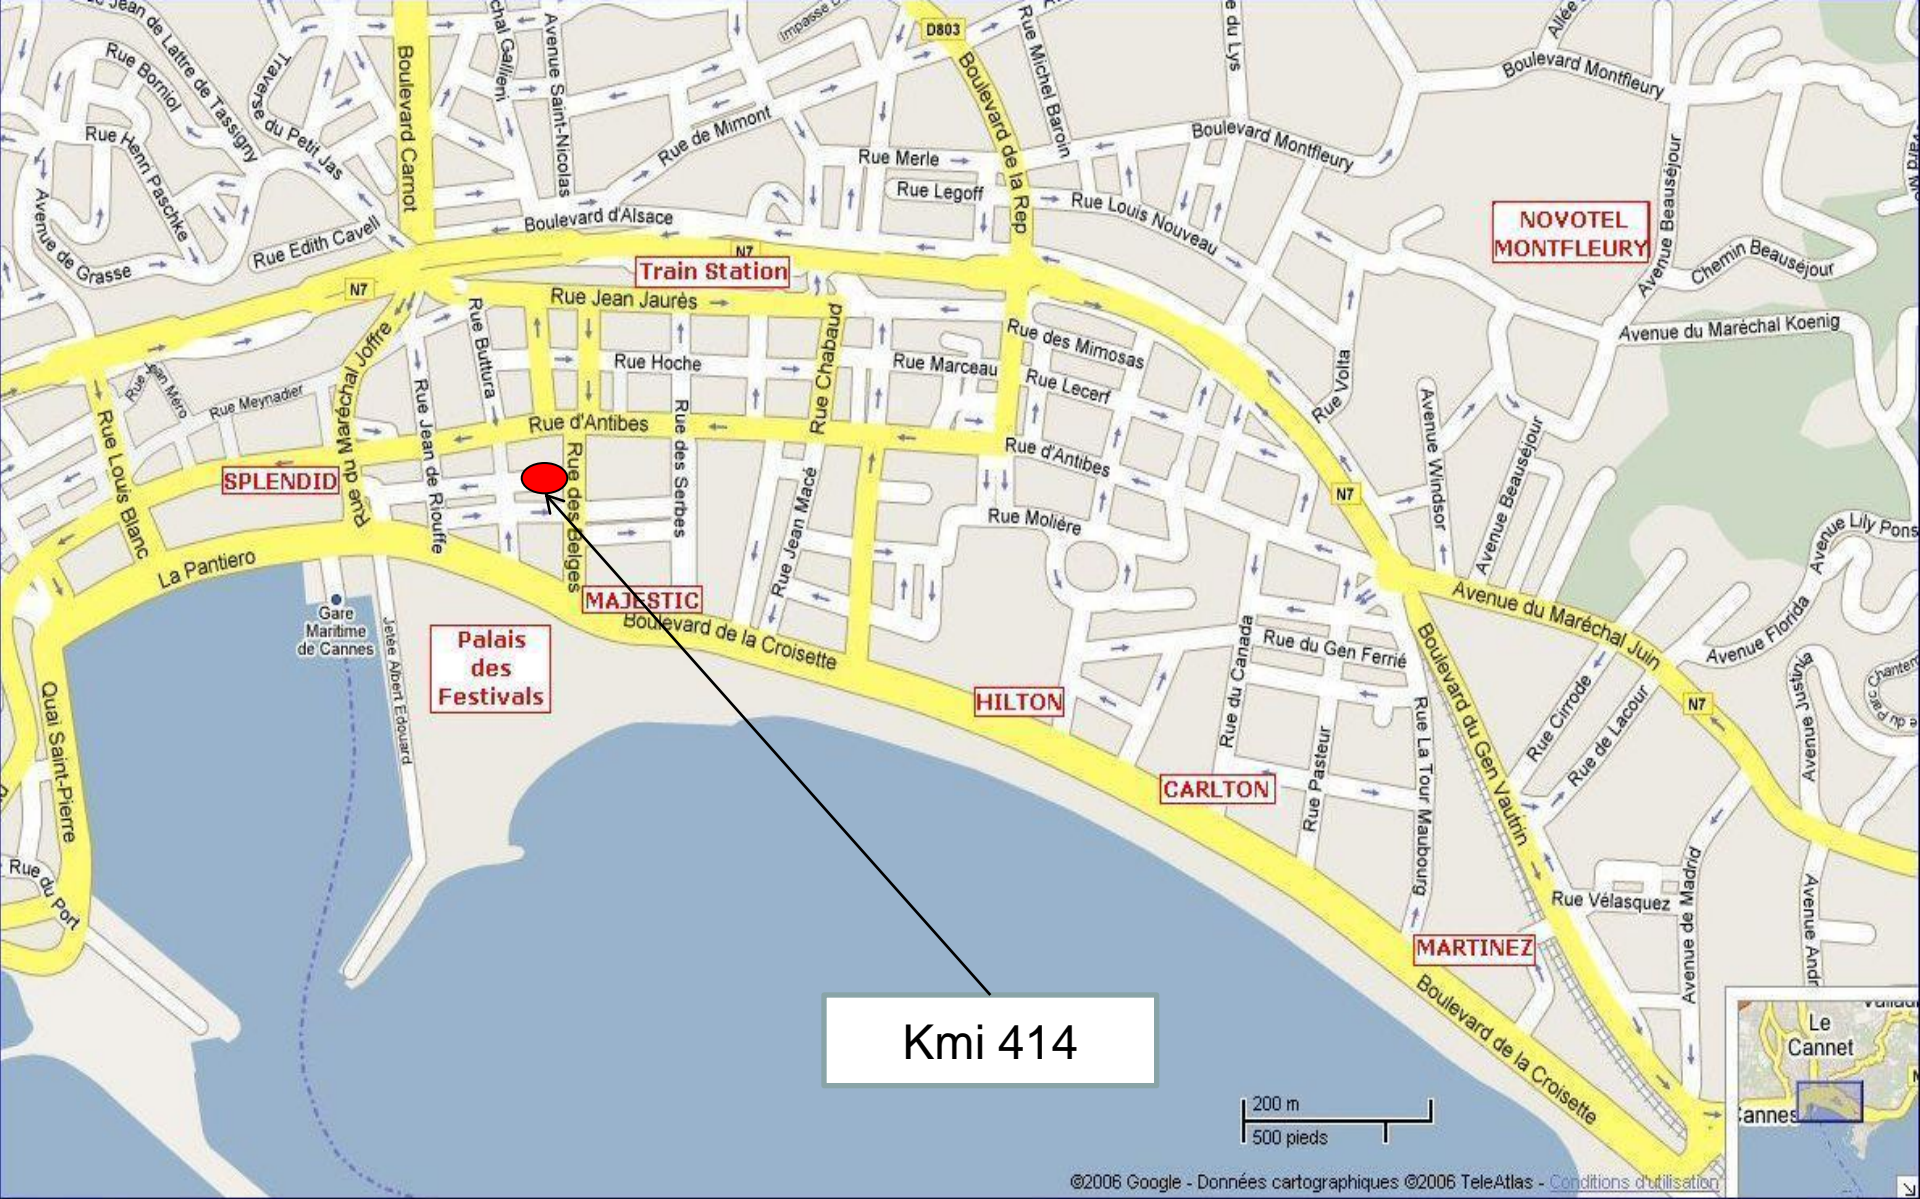 Jean de Lattre de Tassigny
Rue Borniol
Traverse du Petit Jas
Boulevard Carnot
Avenue Saint-Nicolas
D803
Boulevard de la Rep
Rue Michel Baroin
Boulevard Montfleury
Rue Henri Paschke
Rue de Mimont
Rue Merle
Rue Legoff
Boulevard Montfleury
Rue Louis Nouveau
Avenue Beauséjour
NOVOTEL
MONTFLEURY
Chemin Beauséjour
Avenue de Grasse
Rue Edith Cavell
Boulevard d'Alsace
N7
Train Station
N7
Rue Jean Jaurès
Rue Buttura
Rue Hoche
Rue Chabaud
Rue Marceau
Rue des Mimosas
Rue Lecerf
Rue Volta
Avenue du Maréchal Koenig
Rue Jean Méro
Rue Meynadier
Rue du Maréchal Joffre
Rue Jean de Riouffe
Rue d'Antibes
Rue des Serbes
Rue d'Antibes
Avenue Windsor
Avenue Beauséjour
Rue Louis Blanc
SPLENDID
Rue des Belges
Rue Jean Macé
Rue Molière
N7
Avenue Lily Pons
La Pantiero
MAJESTIC
Boulevard de la Croisette
Gare
Maritime
de Cannes
Jetée Albert Edouard
Palais
des
Festivals
Avenue du Maréchal Juin
Avenue Florida
Rue du Canada
Rue du Gen Ferrié
Boulevard du Gen Vautrin
Rue Cirrode
Rue de Lacour
N7
Avenue Justinia
HILTON
Quai Saint-Pierre
CARLTON
Rue Pasteur
Rue La Tour Maubourg
Rue du Port
Rue Vélasquez
Avenue de Madrid
MARTINEZ
Boulevard de la Croisette
Kmi 414
Le
Cannet
200 m
500 pieds
©2006 Google - Données cartographiques ©2006 TeleAtlas - Conditions d'utilisation